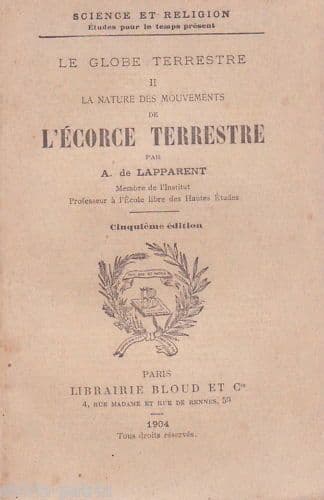 SCIENCE ET RELIGION
Études pour le temps présent
LE GLOBE TERRESTRE
II
LA NATURE DES MOUVEMENTS
DE
L'ÉCORCE TERRESTRE
PAR
A. de LAPPARENT
Membre de l'Institut
Professeur à l'École libre des Hautes Études
Cinquième édition
PARIS
LIBRAIRIE BLOUD ET Cie
4, RUE MADAME ET RUE DE RENNES, 59
1904
Tous droits réservés.